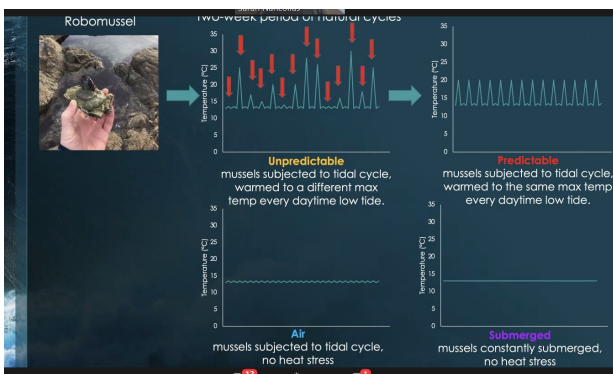 Robomussel
Two-week period of natural cycles
35
30
25
20
15
10
5
0
Temperature (°C)
Unpredictable
mussels subjected to tidal cycle,
warmed to a different max
temp every daytime low tide.
35
30
25
20
15
10
5
0
Temperature (°C)
Predictable
mussels subjected to tidal cycle,
warmed to the same max temp
every daytime low tide.
35
30
25
20
15
10
5
0
Temperature (°C)
Air
mussels subjected to tidal cycle,
no heat stress
35
30
25
20
15
10
5
0
Temperature (°C)
Submerged
mussels constantly submerged,
no heat stress